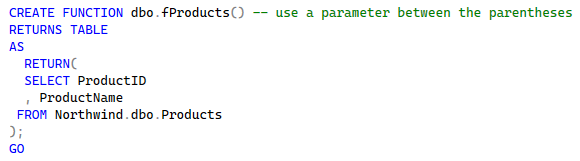 CREATE FUNCTION dbo.fProducts() -- use a parameter between the parentheses
RETURNS TABLE
AS
RETURN(
SELECT ProductID
, ProductName
FROM Northwind.dbo.Products
);
GO